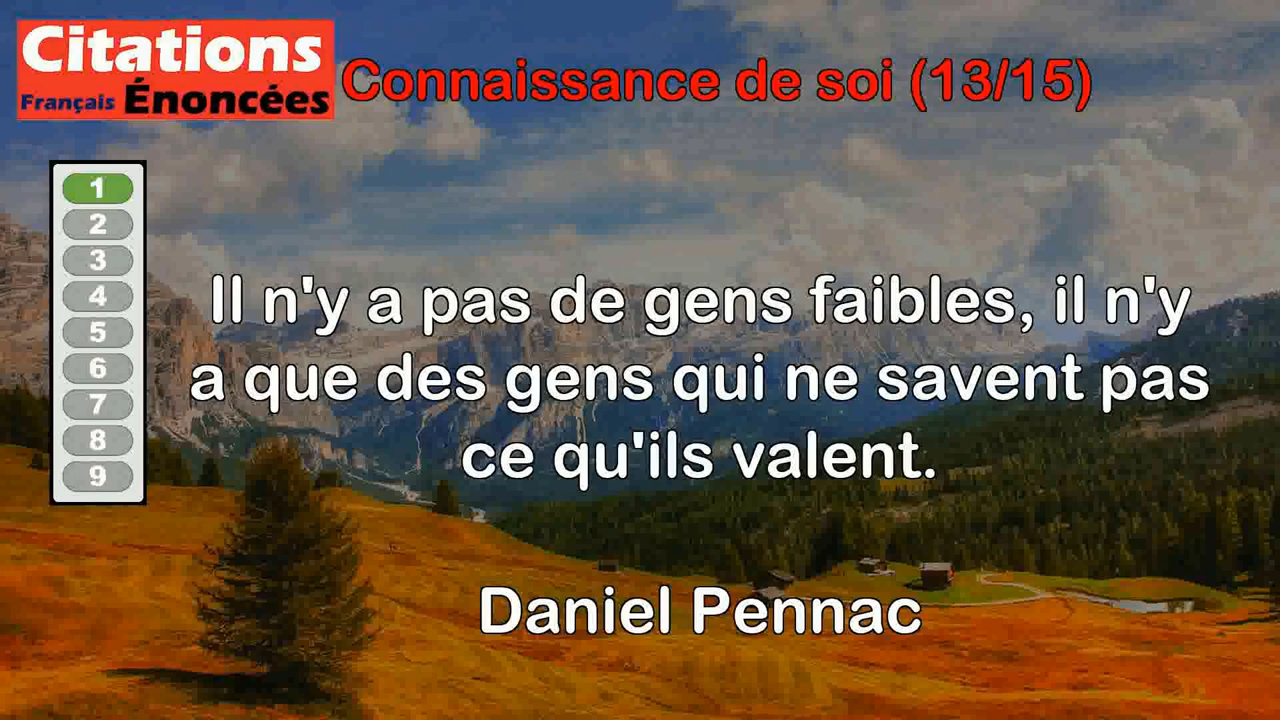 Citations
Français Énoncées
Connaissance de soi (13/15)
1
2
3
4
5
6
7
8
9
Il n'y a pas de gens faibles, il n'y
a que des gens qui ne savent pas
ce qu'ils valent.
Daniel Pennac